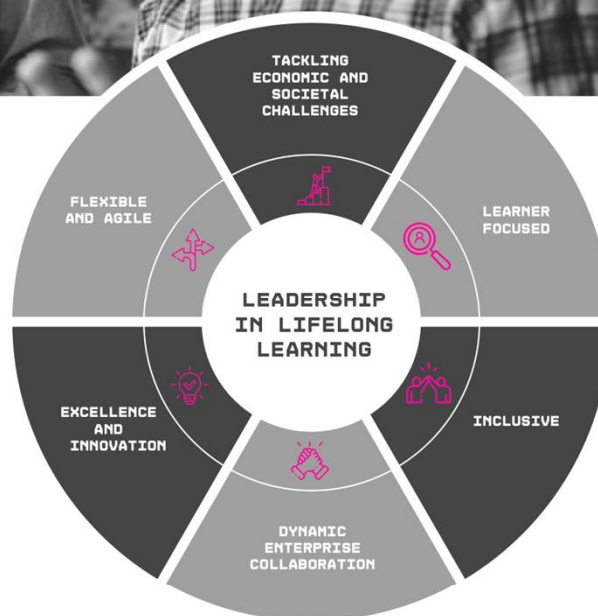 TACKLING
ECONOMIC AND
SOCIETAL
CHALLENGES
FLEXIBLE
AND AGILE
LEARNER
FOCUSED
LEADERSHIP
IN LIFELONG
LEARNING
EXCELLENCE
AND
INNOVATION
INCLUSIVE
DYNAMIC
ENTERPRISE
COLLABORATION